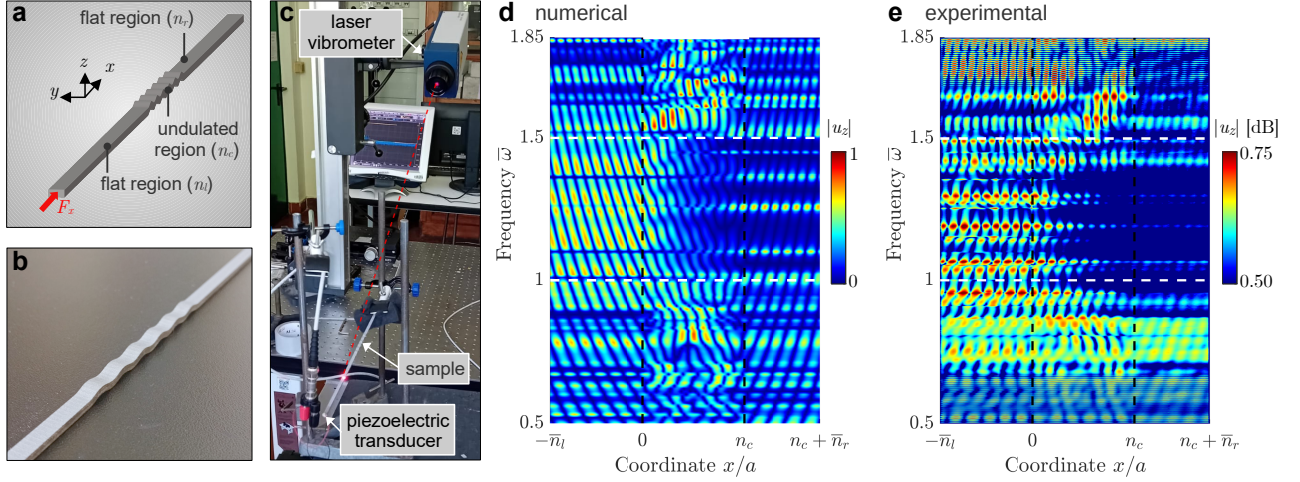 a
flat region (n_r)
z
x
y
undulated
region (n_c)
flat region (n_l)
F_x
b
c
laser
vibrometer
sample
piezoelectric
transducer
d numerical
1.85
1.5
1
0.5
Frequency ω̅
−n̅_l
0
n_c
n_c + n̅_r
Coordinate x/a
|u_z|
1
0
e experimental
1.85
1.5
1
0.5
Frequency ω̅
−n̅_l
0
n_c
n_c + n̅_r
Coordinate x/a
|u_z| [dB]
0.75
0.50